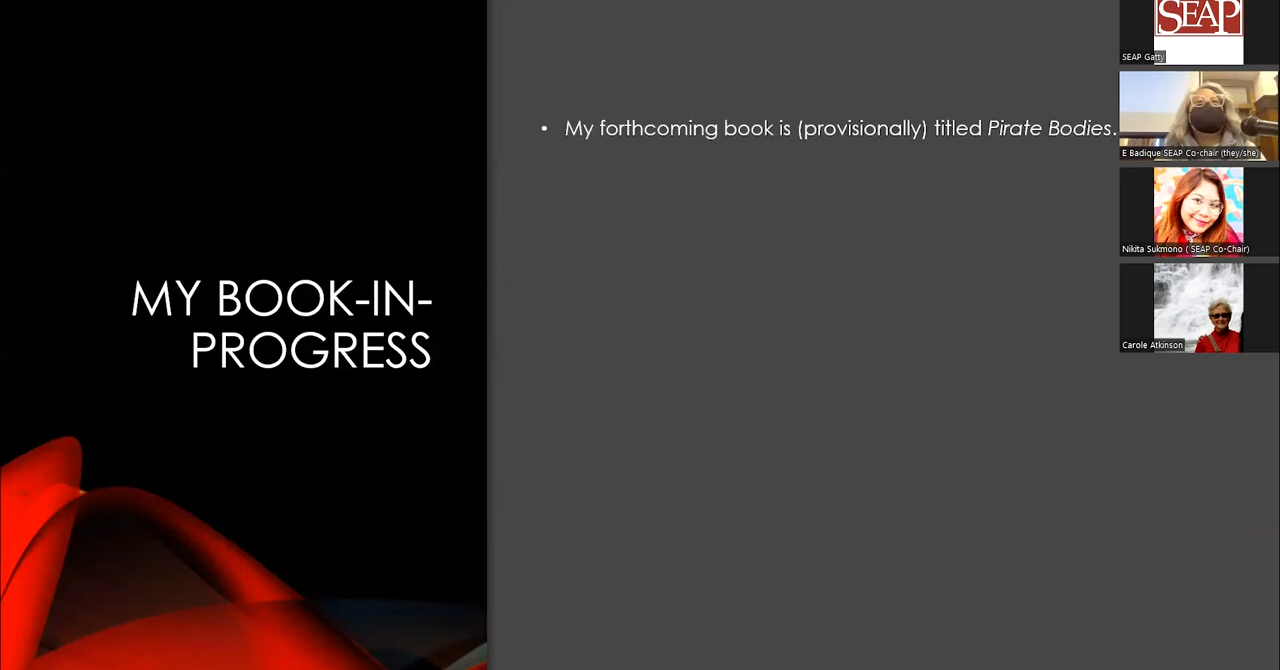 MY BOOK-IN-
PROGRESS
• My forthcoming book is (provisionally) titled Pirate Bodies.
SEAP
SEAP Gatty
E Badique SEAP Co-chair (they/she)
Nikita Sukmono ( SEAP Co-Chair)
Carole Atkinson